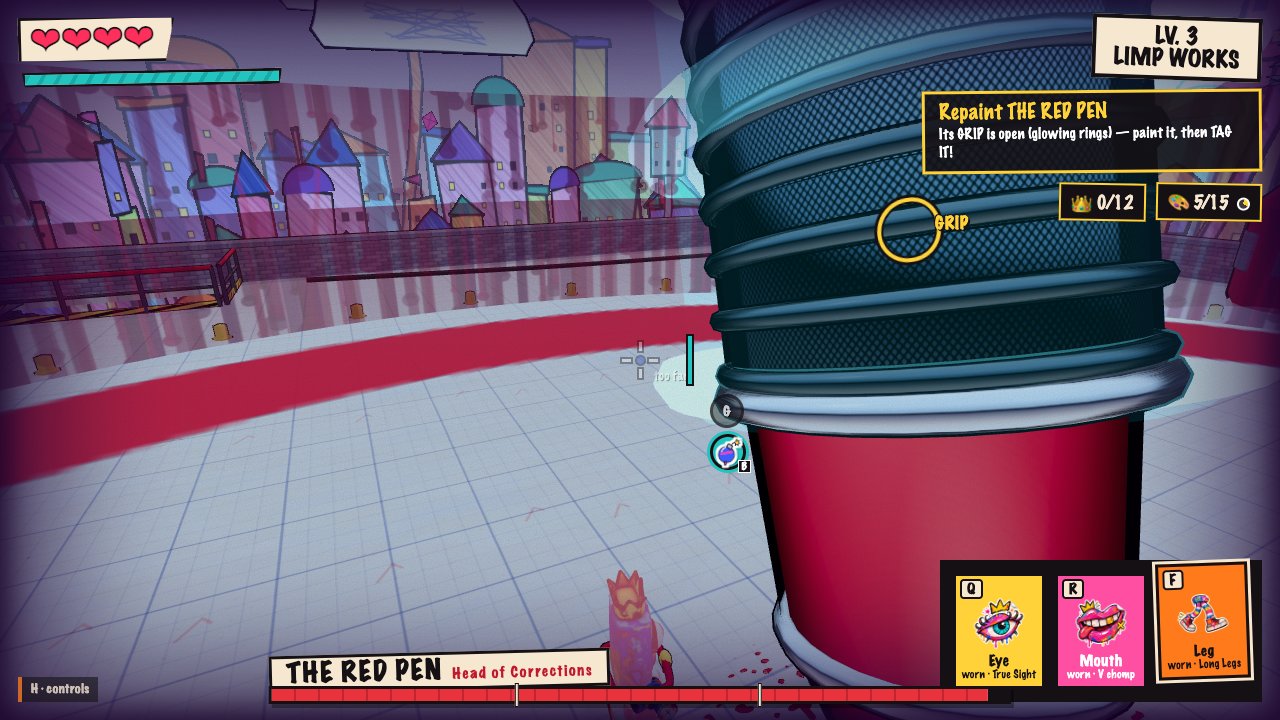 LV. 3
LIMP WORKS
Repaint THE RED PEN
Its GRIP is open (glowing rings) — paint it, then TAG
IT!
0/12
5/15
GRIP
too fa
G
Q
R
F
Eye
worn · True Sight
Mouth
worn · V chomp
Leg
worn · Long Legs
THE RED PEN Head of Corrections
H · controls